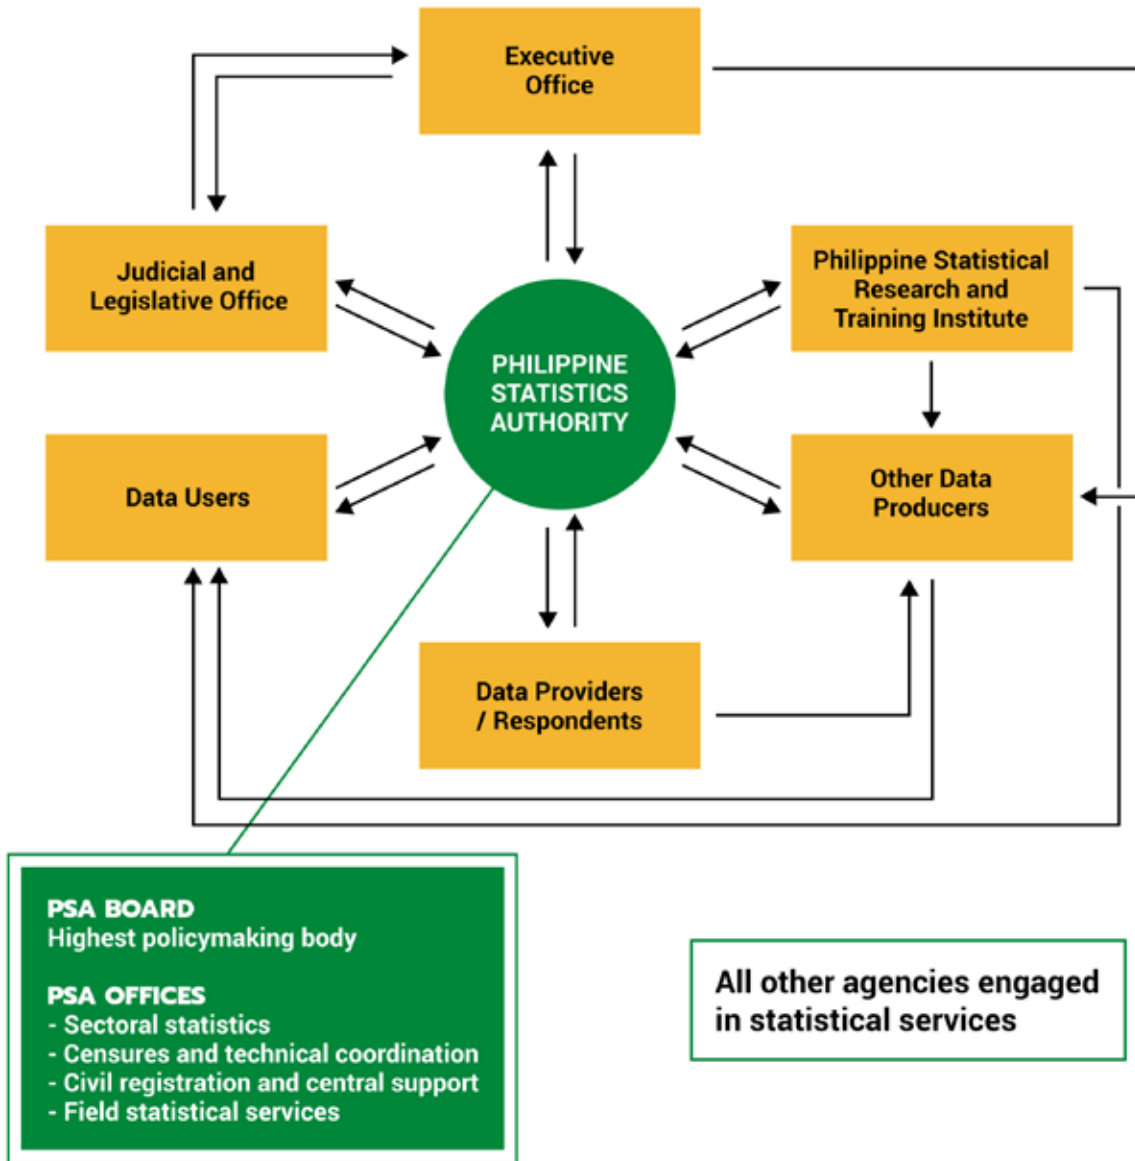 Executive
Office
Judicial and
Legislative Office
Philippine Statistical
Research and
Training Institute
PHILIPPINE
STATISTICS
AUTHORITY
Data Users
Other Data
Producers
Data Providers
/ Respondents
PSA BOARD
Highest policymaking body
PSA OFFICES
- Sectoral statistics
- Censures and technical coordination
- Civil registration and central support
- Field statistical services
All other agencies engaged
in statistical services